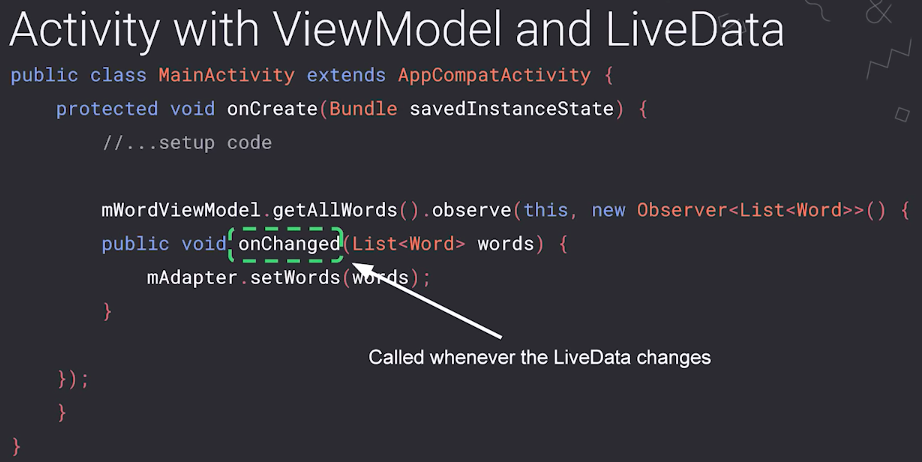 Activity with ViewModel and LiveData
public class MainActivity extends AppCompatActivity {
protected void onCreate(Bundle savedInstanceState) {
//...setup code
mWordViewModel.getAllWords().observe(this, new Observer<List<Word>>() {
public void onChanged(List<Word> words) {
mAdapter.setWords(words);
}
Called whenever the LiveData changes
});
}
}